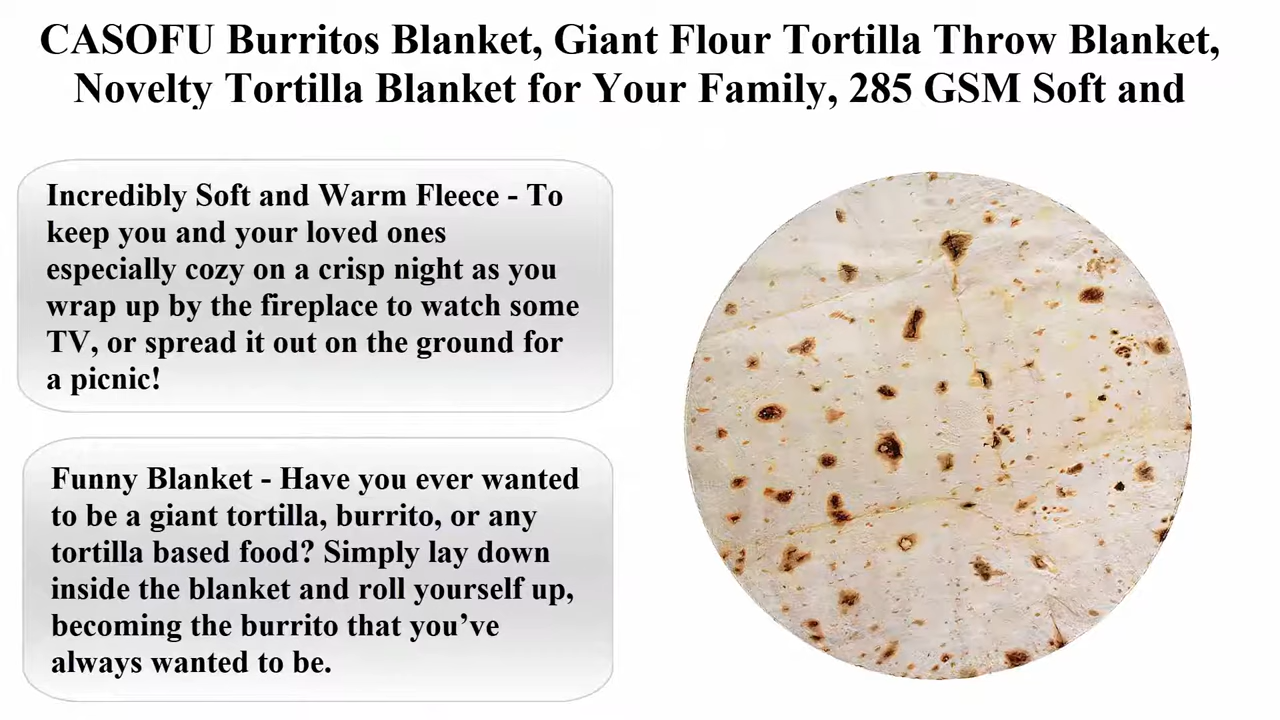 CASOFU Burritos Blanket, Giant Flour Tortilla Throw Blanket,
Novelty Tortilla Blanket for Your Family, 285 GSM Soft and
Incredibly Soft and Warm Fleece - To
keep you and your loved ones
especially cozy on a crisp night as you
wrap up by the fireplace to watch some
TV, or spread it out on the ground for
a picnic!
Funny Blanket - Have you ever wanted
to be a giant tortilla, burrito, or any
tortilla based food? Simply lay down
inside the blanket and roll yourself up,
becoming the burrito that you’ve
always wanted to be.